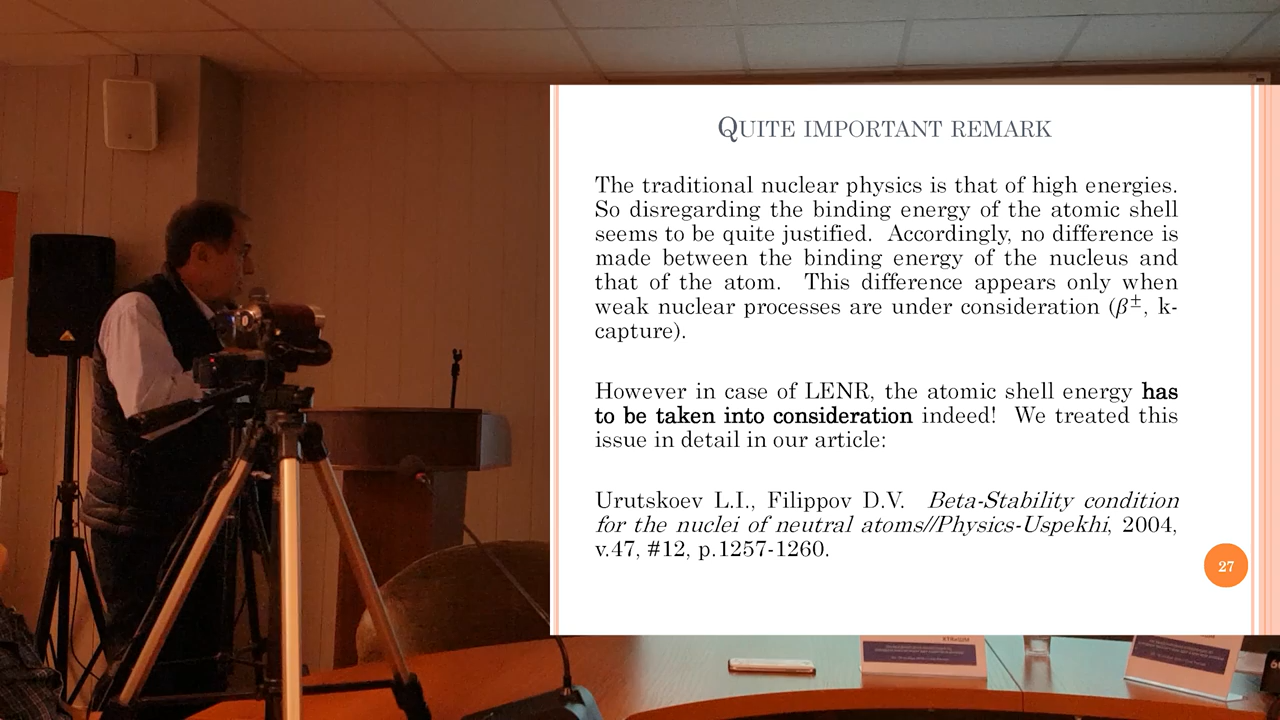 QUITE IMPORTANT REMARK
The traditional nuclear physics is that of high energies.
So disregarding the binding energy of the atomic shell
seems to be quite justified. Accordingly, no difference is
made between the binding energy of the nucleus and
that of the atom. This difference appears only when
weak nuclear processes are under consideration (β±, k-
capture).
However in case of LENR, the atomic shell energy has
to be taken into consideration indeed! We treated this
issue in detail in our article:
Urutskoev L.I., Filippov D.V. Beta-Stability condition
for the nuclei of neutral atoms//Physics-Uspekhi, 2004,
v.47, #12, p.1257-1260.
27